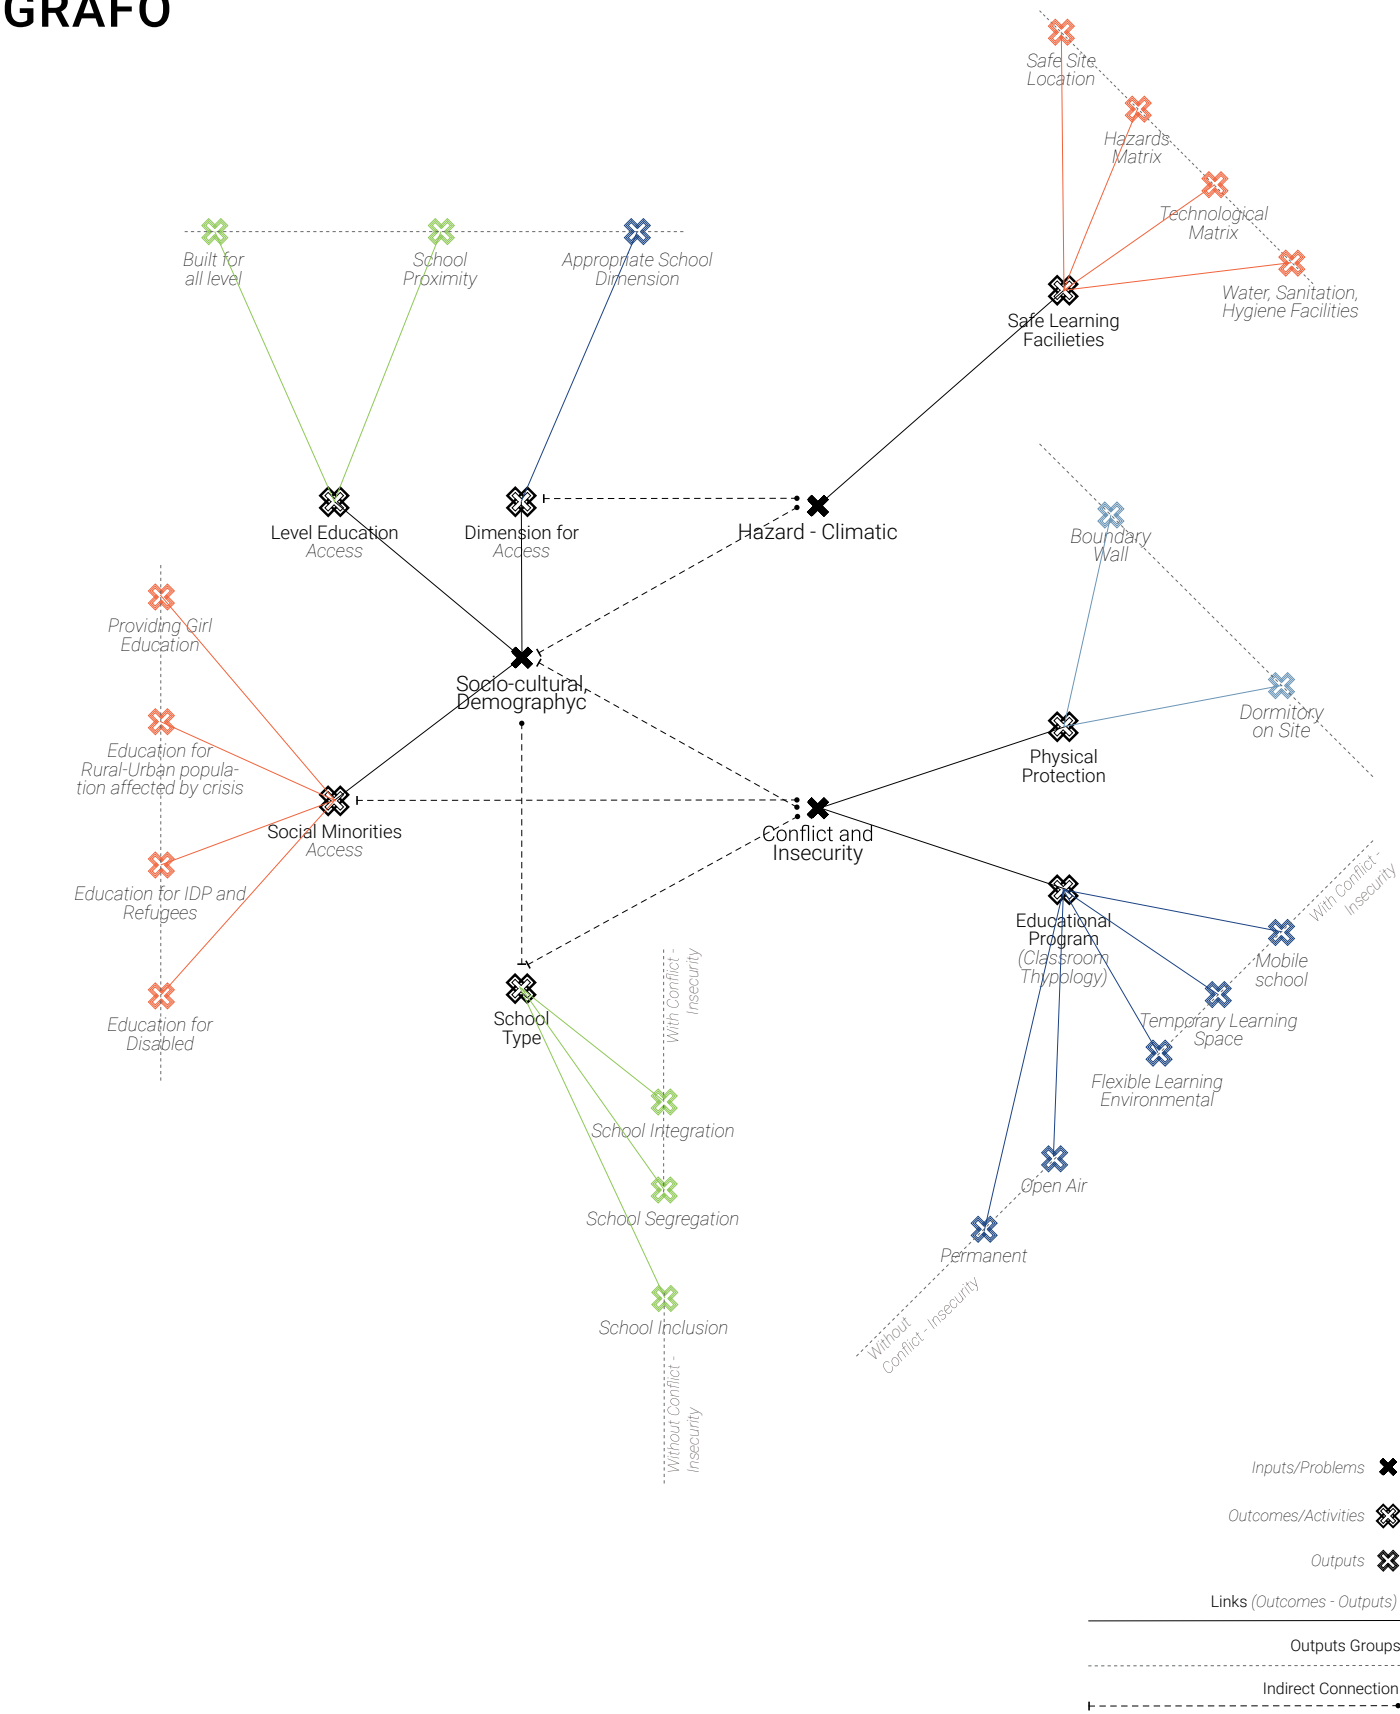 GRAFO
Safe Site
Location
Hazards
Matrix
Technological
Matrix
Water, Sanitation,
Hygiene Facilities
Built for
all level
School
Proximity
Appropriate School
Dimension
Safe Learning
Facilieties
Level Education
Access
Dimension for
Access
Hazard - Climatic
Boundary
Wall
Providing Girl
Education
Socio-cultural,
Demographyc
Dormitory
on Site
Education for
Rural-Urban popula-
tion affected by crisis
Physical
Protection
Social Minorities
Access
Conflict and
Insecurity
Education for IDP and
Refugees
Educational
Program
(Classroom
Thypology)
With Conflict -
Insecurity
Mobile
school
Temporary Learning
Space
Flexible Learning
Environmental
Open Air
Permanent
Without
Conflict - Insecurity
Education for
Disabled
School
Type
With Conflict -
Insecurity
School Integration
School Segregation
School Inclusion
Without Conflict -
Insecurity
Inputs/Problems
Outcomes/Activities
Outputs
Links (Outcomes - Outputs)
Outputs Groups
Indirect Connection